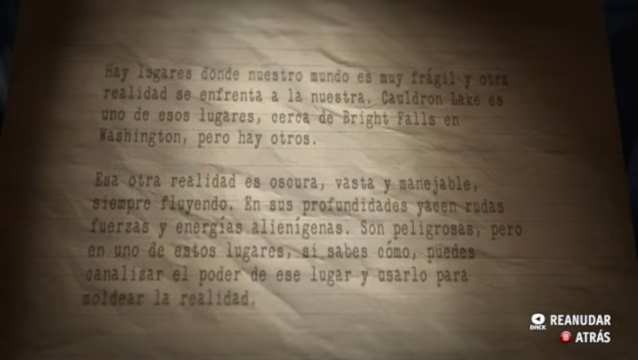 Hay lugares donde nuestro mundo es muy frágil y otra
realidad se enfrenta a la nuestra. Cauldron Lake es
uno de esos lugares, cerca de Bright Falls en
Washington, pero hay otros.
Esa otra realidad es oscura, vasta y manejable,
siempre fluyendo. En sus profundidades yacen rudas
fuerzas y energías alienígenas. Son peligrosas, pero
en uno de estos lugares, si sabes cómo, puedes
canalizar el poder de ese lugar y usarlo para
moldear la realidad.
BACK REANUDAR
B ATRÁS